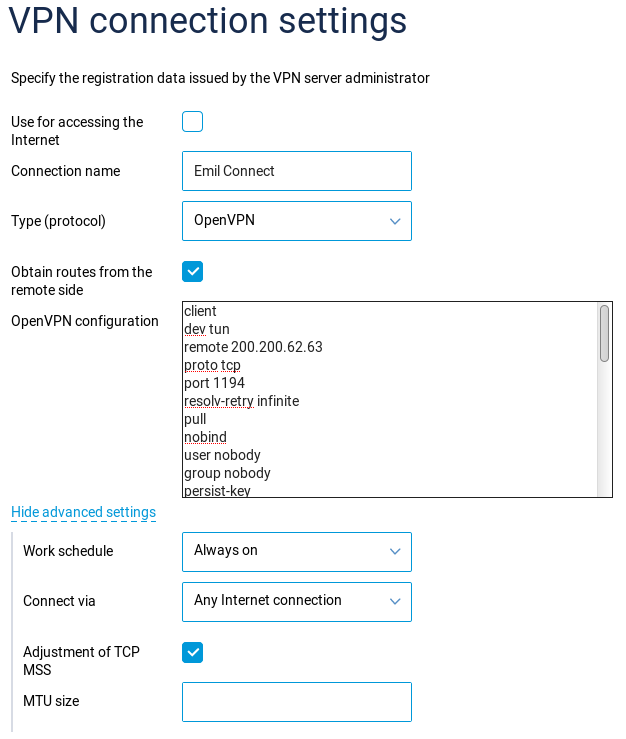 VPN connection settings
Specify the registration data issued by the VPN server administrator
Use for accessing the
Internet
Connection name
Emil Connect
Type (protocol)
OpenVPN
Obtain routes from the
remote side
OpenVPN configuration
client
dev tun
remote 200.200.62.63
proto tcp
port 1194
resolv-retry infinite
pull
nobind
user nobody
group nobody
persist-key
Hide advanced settings
Work schedule
Always on
Connect via
Any Internet connection
Adjustment of TCP
MSS
MTU size